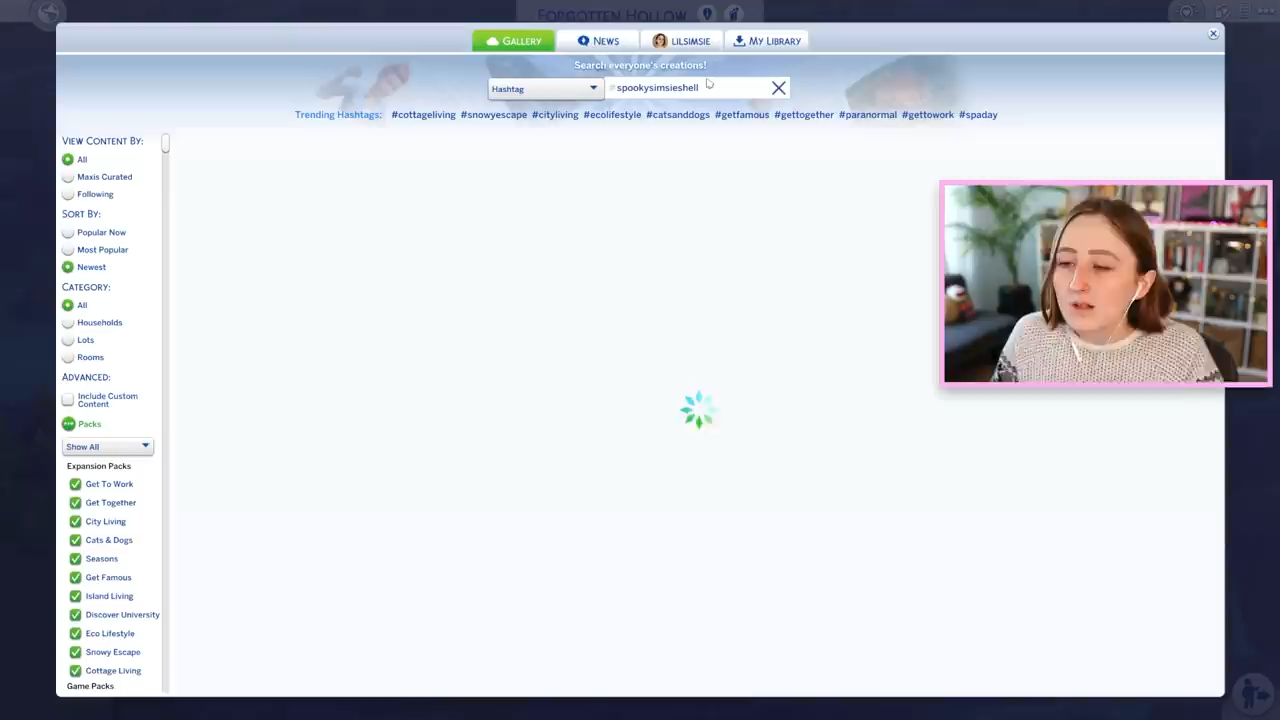 FORGOTTEN HOLLOW
GALLERY NEWS LILSIMSIE MY LIBRARY
Search everyone's creations!
Hashtag #spookysimsieshell
Trending Hashtags: #cottageliving #snowyescape #cityliving #ecolifestyle #catsanddogs #getfamous #gettogether #paranormal #gettowork #spaday
VIEW CONTENT BY:
All
Maxis Curated
Following
SORT BY:
Popular Now
Most Popular
Newest
CATEGORY:
All
Households
Lots
Rooms
ADVANCED:
Include Custom
Content
Packs
Show All
Expansion Packs
Get To Work
Get Together
City Living
Cats & Dogs
Seasons
Get Famous
Island Living
Discover University
Eco Lifestyle
Snowy Escape
Cottage Living
Game Packs